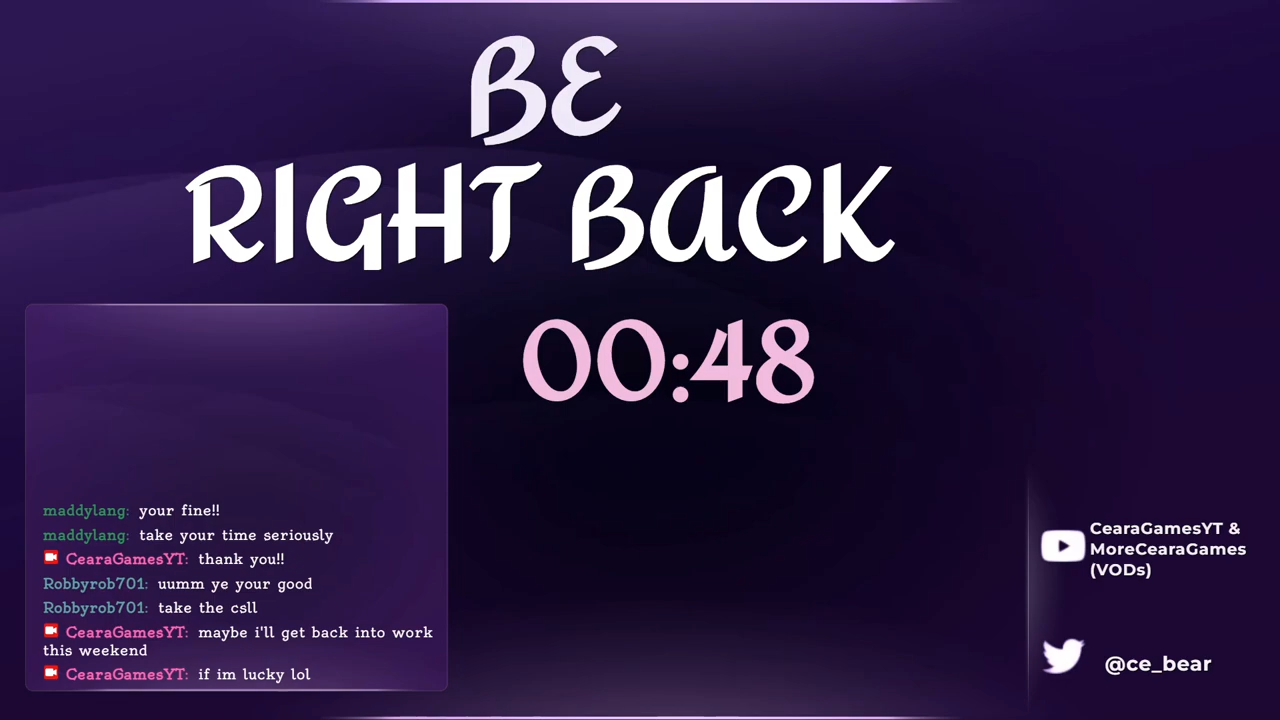 BE
RIGHT BACK
00:48
maddylang: your fine!!
maddylang: take your time seriously
CearaGamesYT: thank you!!
Robbyrob701: uumm ye your good
Robbyrob701: take the csll
CearaGamesYT: maybe i'll get back into work
this weekend
CearaGamesYT: if im lucky lol
CearaGamesYT &
MoreCearaGames
(VODs)
@ce_bear